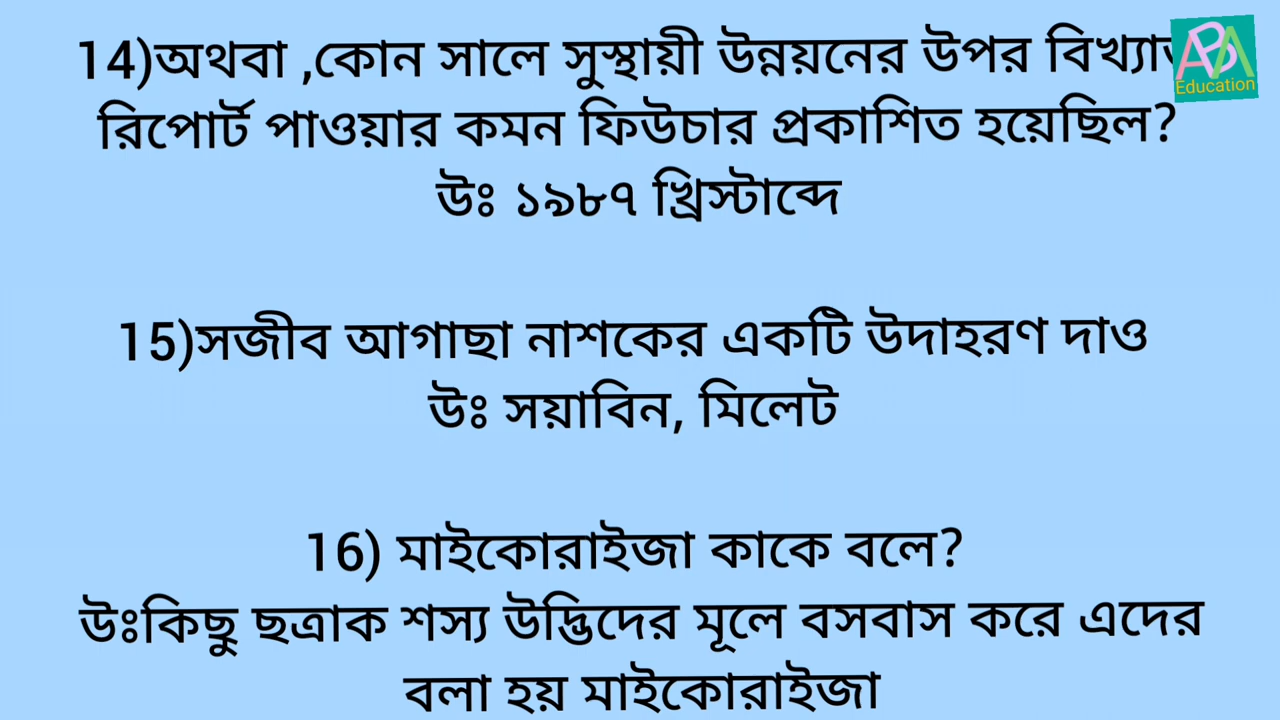 14)অথবা ,কোন সালে সুস্থায়ী উন্নয়নের উপর
রিপোর্ট পাওয়ার কমন ফিউচার প্রকাশিত হয়েছিল?
উঃ ১৯৮৭ খ্রিস্টাব্দে
15)সজীব আগাছা নাশকের একটি উদাহরণ দাও
উঃ সয়াবিন, মিলেট
16) মাইকোরাইজা কাকে বলে?
উঃকিছু ছত্রাক শস্য উদ্ভিদের মূলে বসবাস করে এদের
বলা হয় মাইকোরাইজা
Education